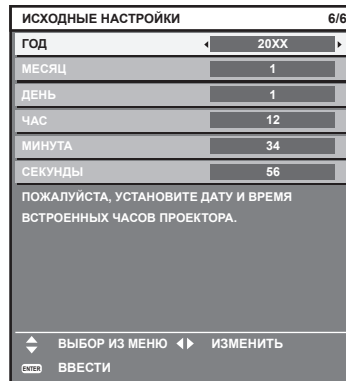 ИСХОДНЫЕ НАСТРОЙКИ 6/6
ГОД 20XX
МЕСЯЦ 1
ДЕНЬ 1
ЧАС 12
МИНУТА 34
СЕКУНДЫ 56
ПОЖАЛУЙСТА, УСТАНОВИТЕ ДАТУ И ВРЕМЯ
ВСТРОЕННЫХ ЧАСОВ ПРОЕКТОРА.
ВЫБОР ИЗ МЕНЮ ИЗМЕНИТЬ
ENTER ВВЕСТИ